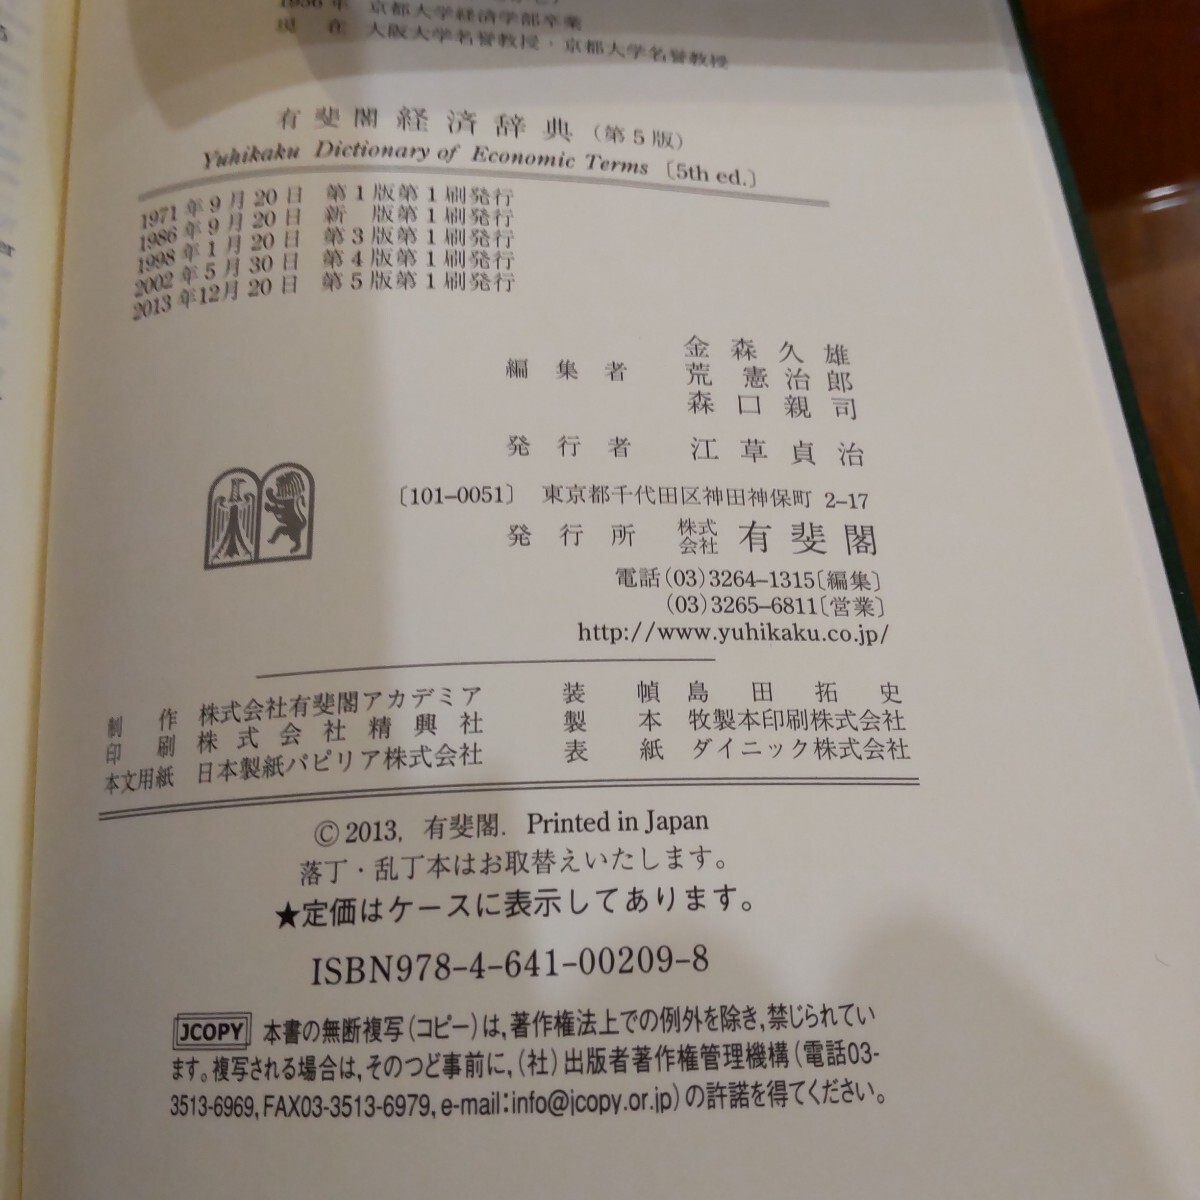 1956年 京都大学経済学部卒業
現在 大阪大学名誉教授・京都大学名誉教授
有斐閣経済辞典（第5版）
Yuhikaku Dictionary of Economic Terms〔5th ed.〕
1971年9月20日 第1版第1刷発行
1986年9月20日 新版第1刷発行
1998年1月20日 第3版第1刷発行
2002年5月30日 第4版第1刷発行
2013年12月20日 第5版第1刷発行
編集者
金森久雄
荒憲治郎
森口親司
発行者 江草貞治
〔101-0051〕 東京都千代田区神田神保町 2-17
発行所 株式会社 有斐閣
電話(03)3264-1315〔編集〕
(03)3265-6811〔営業〕
http://www.yuhikaku.co.jp/
制作 株式会社有斐閣アカデミア 装幀 島田拓史
印刷 株式会社精興社 製本 牧製本印刷株式会社
本文用紙 日本製紙パピリア株式会社 表紙 ダイニック株式会社
© 2013, 有斐閣. Printed in Japan
落丁・乱丁本はお取替えいたします。
★定価はケースに表示してあります。
ISBN978-4-641-00209-8
JCOPY 本書の無断複写(コピー)は,著作権法上での例外を除き,禁じられてい
ます。複写される場合は,そのつど事前に,(社)出版者著作権管理機構(電話03-
3513-6969,FAX03-3513-6979,e-mail:info@jcopy.or.jp)の許諾を得てください。